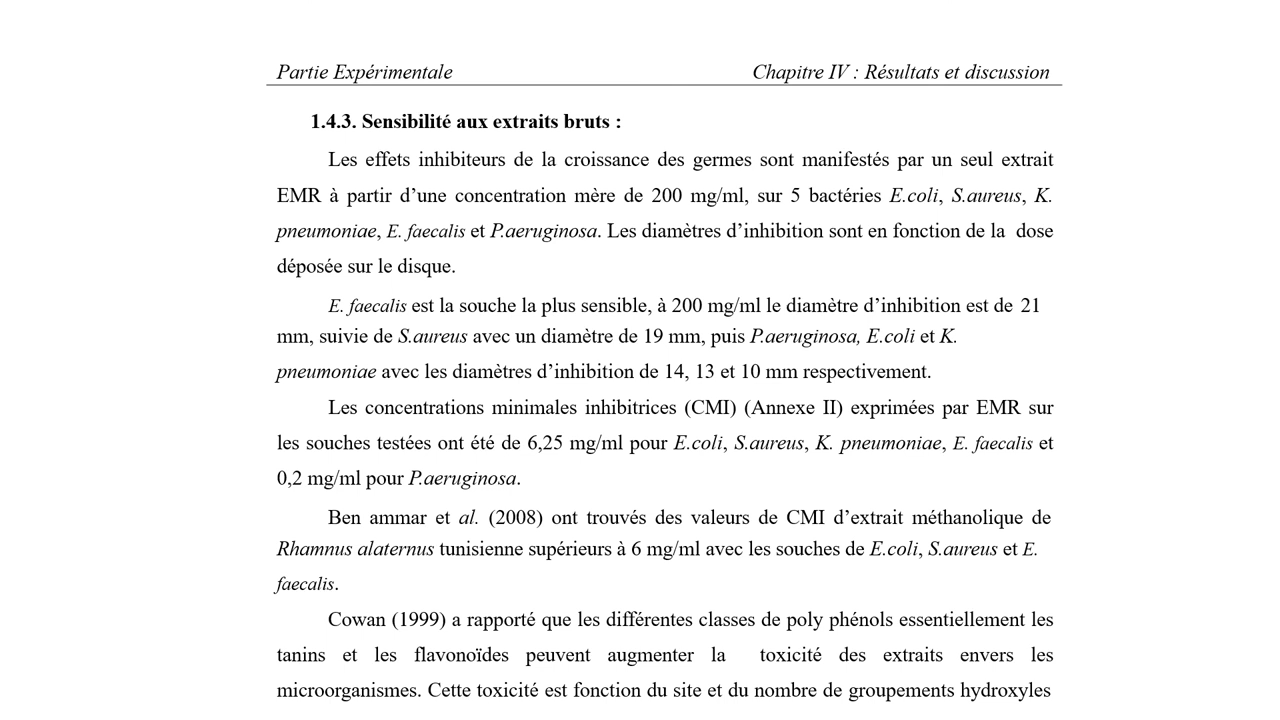 Partie Expérimentale Chapitre IV : Résultats et discussion
1.4.3. Sensibilité aux extraits bruts :
Les effets inhibiteurs de la croissance des germes sont manifestés par un seul extrait
EMR à partir d’une concentration mère de 200 mg/ml, sur 5 bactéries E.coli, S.aureus, K.
pneumoniae, E. faecalis et P.aeruginosa. Les diamètres d’inhibition sont en fonction de la dose
déposée sur le disque.
E. faecalis est la souche la plus sensible, à 200 mg/ml le diamètre d’inhibition est de 21
mm, suivie de S.aureus avec un diamètre de 19 mm, puis P.aeruginosa, E.coli et K.
pneumoniae avec les diamètres d’inhibition de 14, 13 et 10 mm respectivement.
Les concentrations minimales inhibitrices (CMI) (Annexe II) exprimées par EMR sur
les souches testées ont été de 6,25 mg/ml pour E.coli, S.aureus, K. pneumoniae, E. faecalis et
0,2 mg/ml pour P.aeruginosa.
Ben ammar et al. (2008) ont trouvés des valeurs de CMI d’extrait méthanolique de
Rhamnus alaternus tunisienne supérieurs à 6 mg/ml avec les souches de E.coli, S.aureus et E.
faecalis.
Cowan (1999) a rapporté que les différentes classes de poly phénols essentiellement les
tanins et les flavonoïdes peuvent augmenter la toxicité des extraits envers les
microorganismes. Cette toxicité est fonction du site et du nombre de groupements hydroxyles